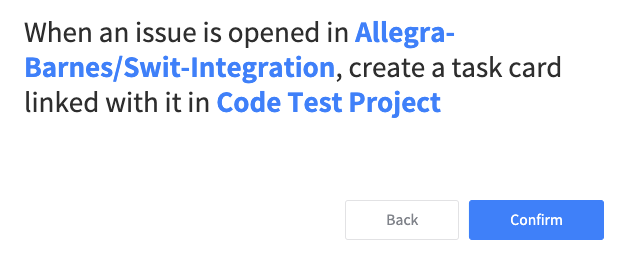 When an issue is opened in Allegra-
Barnes/Swit-Integration, create a task card
linked with it in Code Test Project
Back
Confirm